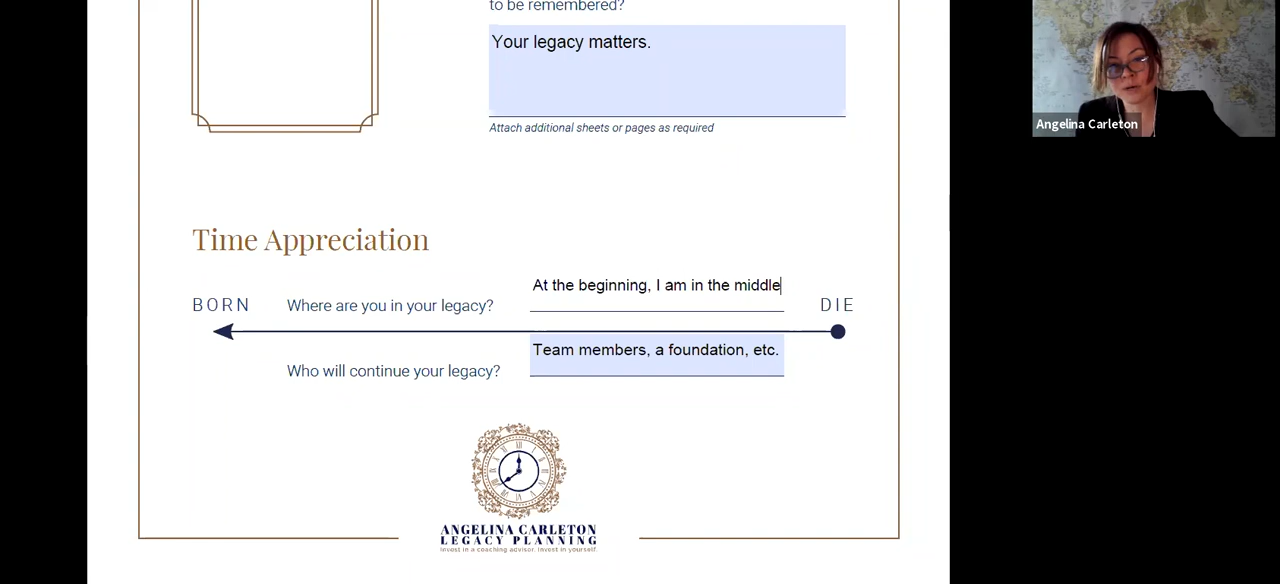 to be remembered?
Your legacy matters.
Attach additional sheets or pages as required
Time Appreciation
At the beginning, I am in the middle
BORN Where are you in your legacy? DIE
Team members, a foundation, etc.
Who will continue your legacy?
ANGELINA CARLETON
LEGACY PLANNING
Invest in a coaching advisor. Invest in yourself.
Angelina Carleton